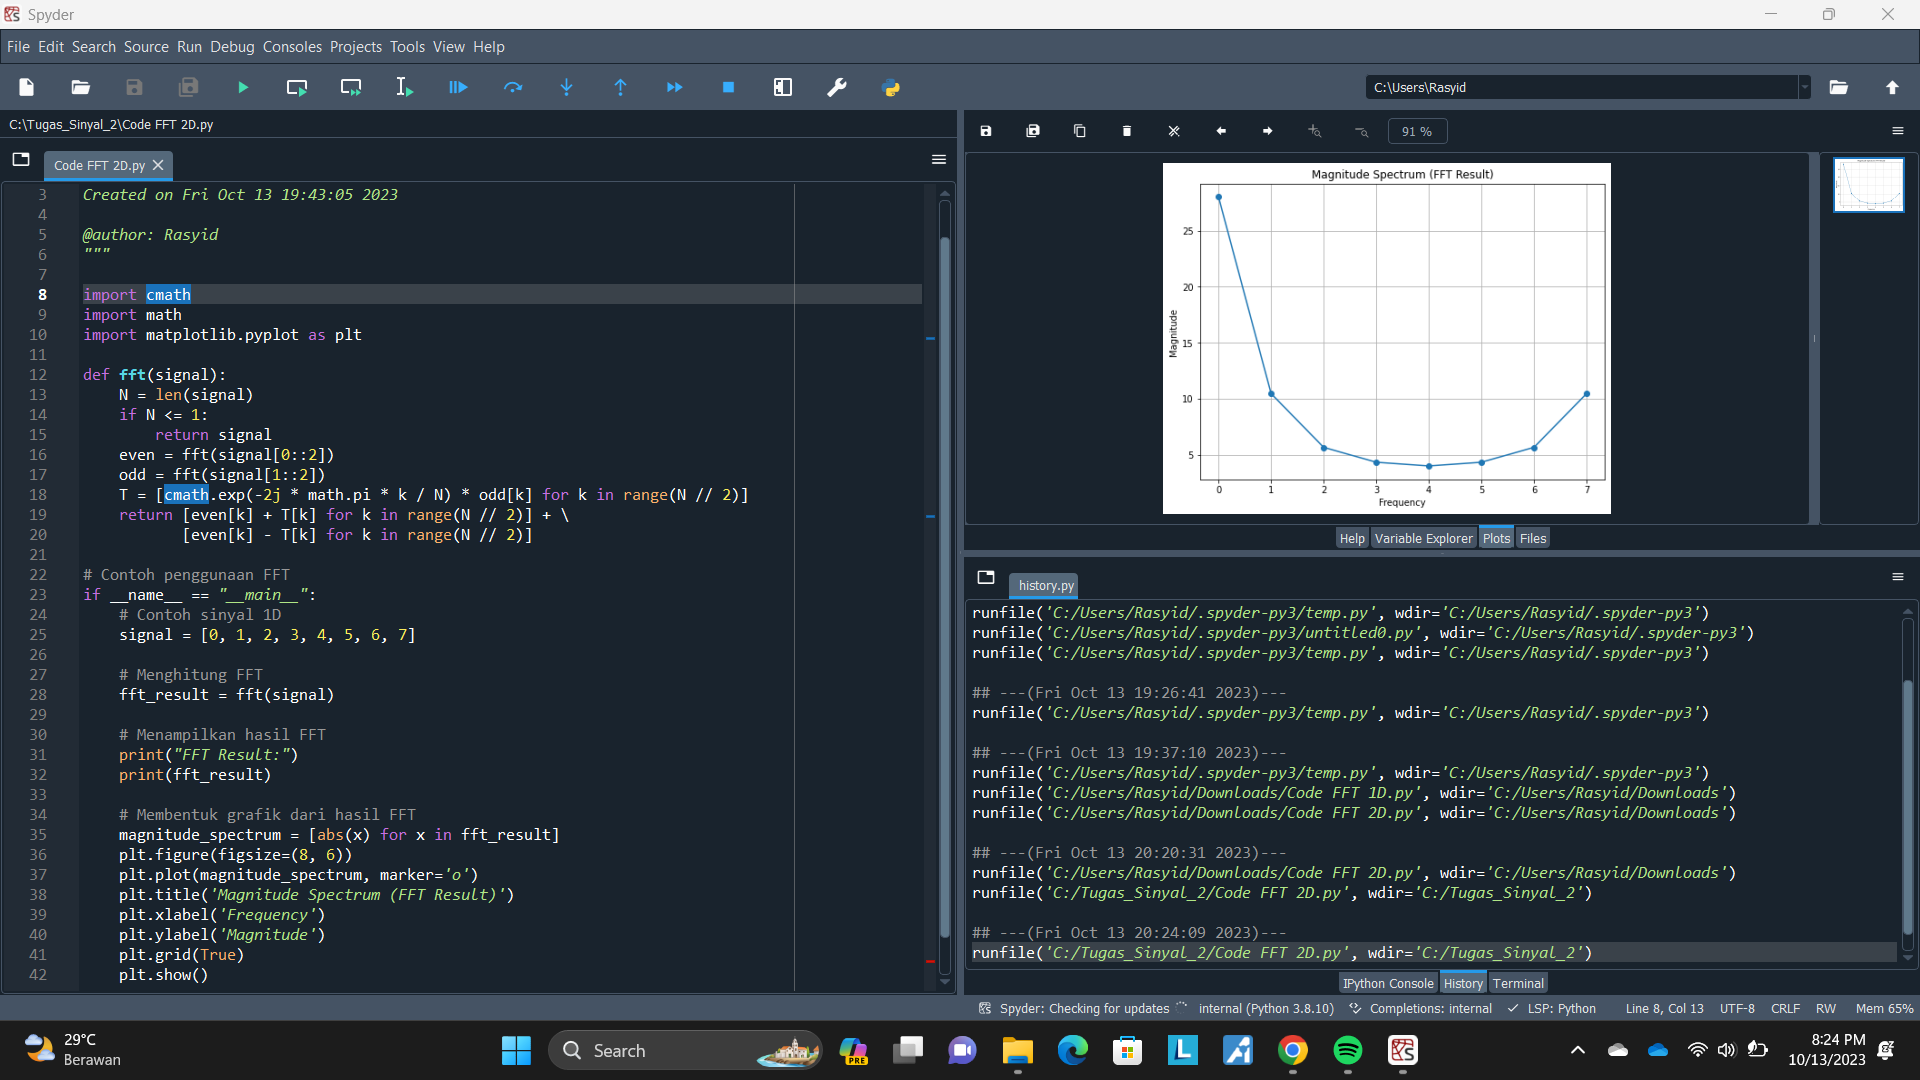 Spyder
File Edit Search Source Run Debug Consoles Projects Tools View Help
C:\Users\Rasyid
C:\Tugas_Sinyal_2\Code FFT 2D.py
Code FFT 2D.py
3 Created on Fri Oct 13 19:43:05 2023
4
5 @author: Rasyid
6 """
7
8 import cmath
9 import math
10 import matplotlib.pyplot as plt
11
12 def fft(signal):
13 N = len(signal)
14 if N <= 1:
15 return signal
16 even = fft(signal[0::2])
17 odd = fft(signal[1::2])
18 T = [cmath.exp(-2j * math.pi * k / N) * odd[k] for k in range(N // 2)]
19 return [even[k] + T[k] for k in range(N // 2)] + \
20 [even[k] - T[k] for k in range(N // 2)]
21
22 # Contoh penggunaan FFT
23 if __name__ == "__main__":
24 # Contoh sinyal 1D
25 signal = [0, 1, 2, 3, 4, 5, 6, 7]
26
27 # Menghitung FFT
28 fft_result = fft(signal)
29
30 # Menampilkan hasil FFT
31 print("FFT Result:")
32 print(fft_result)
33
34 # Membentuk grafik dari hasil FFT
35 magnitude_spectrum = [abs(x) for x in fft_result]
36 plt.figure(figsize=(8, 6))
37 plt.plot(magnitude_spectrum, marker='o')
38 plt.title('Magnitude Spectrum (FFT Result)')
39 plt.xlabel('Frequency')
40 plt.ylabel('Magnitude')
41 plt.grid(True)
42 plt.show()
91 %
Magnitude Spectrum (FFT Result)
25
20
15
10
5
Magnitude
0 1 2 3 4 5 6 7
Frequency
Help Variable Explorer Plots Files
history.py
runfile('C:/Users/Rasyid/.spyder-py3/temp.py', wdir='C:/Users/Rasyid/.spyder-py3')
runfile('C:/Users/Rasyid/.spyder-py3/untitled0.py', wdir='C:/Users/Rasyid/.spyder-py3')
runfile('C:/Users/Rasyid/.spyder-py3/temp.py', wdir='C:/Users/Rasyid/.spyder-py3')
## ---(Fri Oct 13 19:26:41 2023)---
runfile('C:/Users/Rasyid/.spyder-py3/temp.py', wdir='C:/Users/Rasyid/.spyder-py3')
## ---(Fri Oct 13 19:37:10 2023)---
runfile('C:/Users/Rasyid/.spyder-py3/temp.py', wdir='C:/Users/Rasyid/.spyder-py3')
runfile('C:/Users/Rasyid/Downloads/Code FFT 1D.py', wdir='C:/Users/Rasyid/Downloads')
runfile('C:/Users/Rasyid/Downloads/Code FFT 2D.py', wdir='C:/Users/Rasyid/Downloads')
## ---(Fri Oct 13 20:20:31 2023)---
runfile('C:/Users/Rasyid/Downloads/Code FFT 2D.py', wdir='C:/Users/Rasyid/Downloads')
runfile('C:/Tugas_Sinyal_2/Code FFT 2D.py', wdir='C:/Tugas_Sinyal_2')
## ---(Fri Oct 13 20:24:09 2023)---
runfile('C:/Tugas_Sinyal_2/Code FFT 2D.py', wdir='C:/Tugas_Sinyal_2')
IPython Console History Terminal
Spyder: Checking for updates internal (Python 3.8.10) Completions: internal LSP: Python Line 8, Col 13 UTF-8 CRLF RW Mem 65%
29°C
Berawan
Search
PRE
8:24 PM
10/13/2023